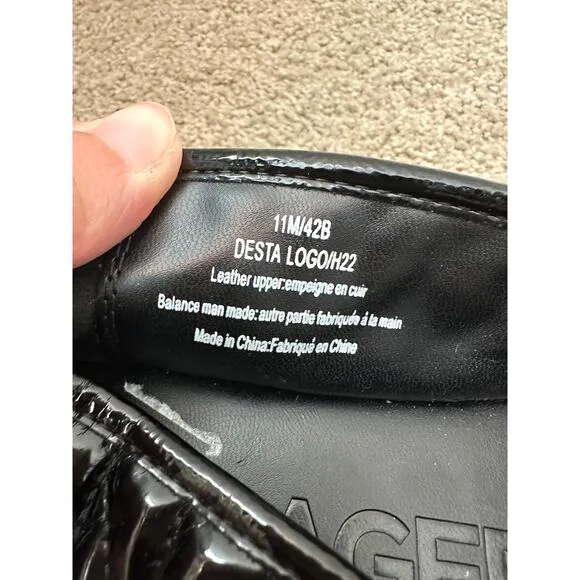 11M/42B
DESTA LOGO/H22
Leather upper:empeigne en cuir
Balance man made:autre partie fabriquée á la main
Made in China:Fabriqué en Chine
AGER